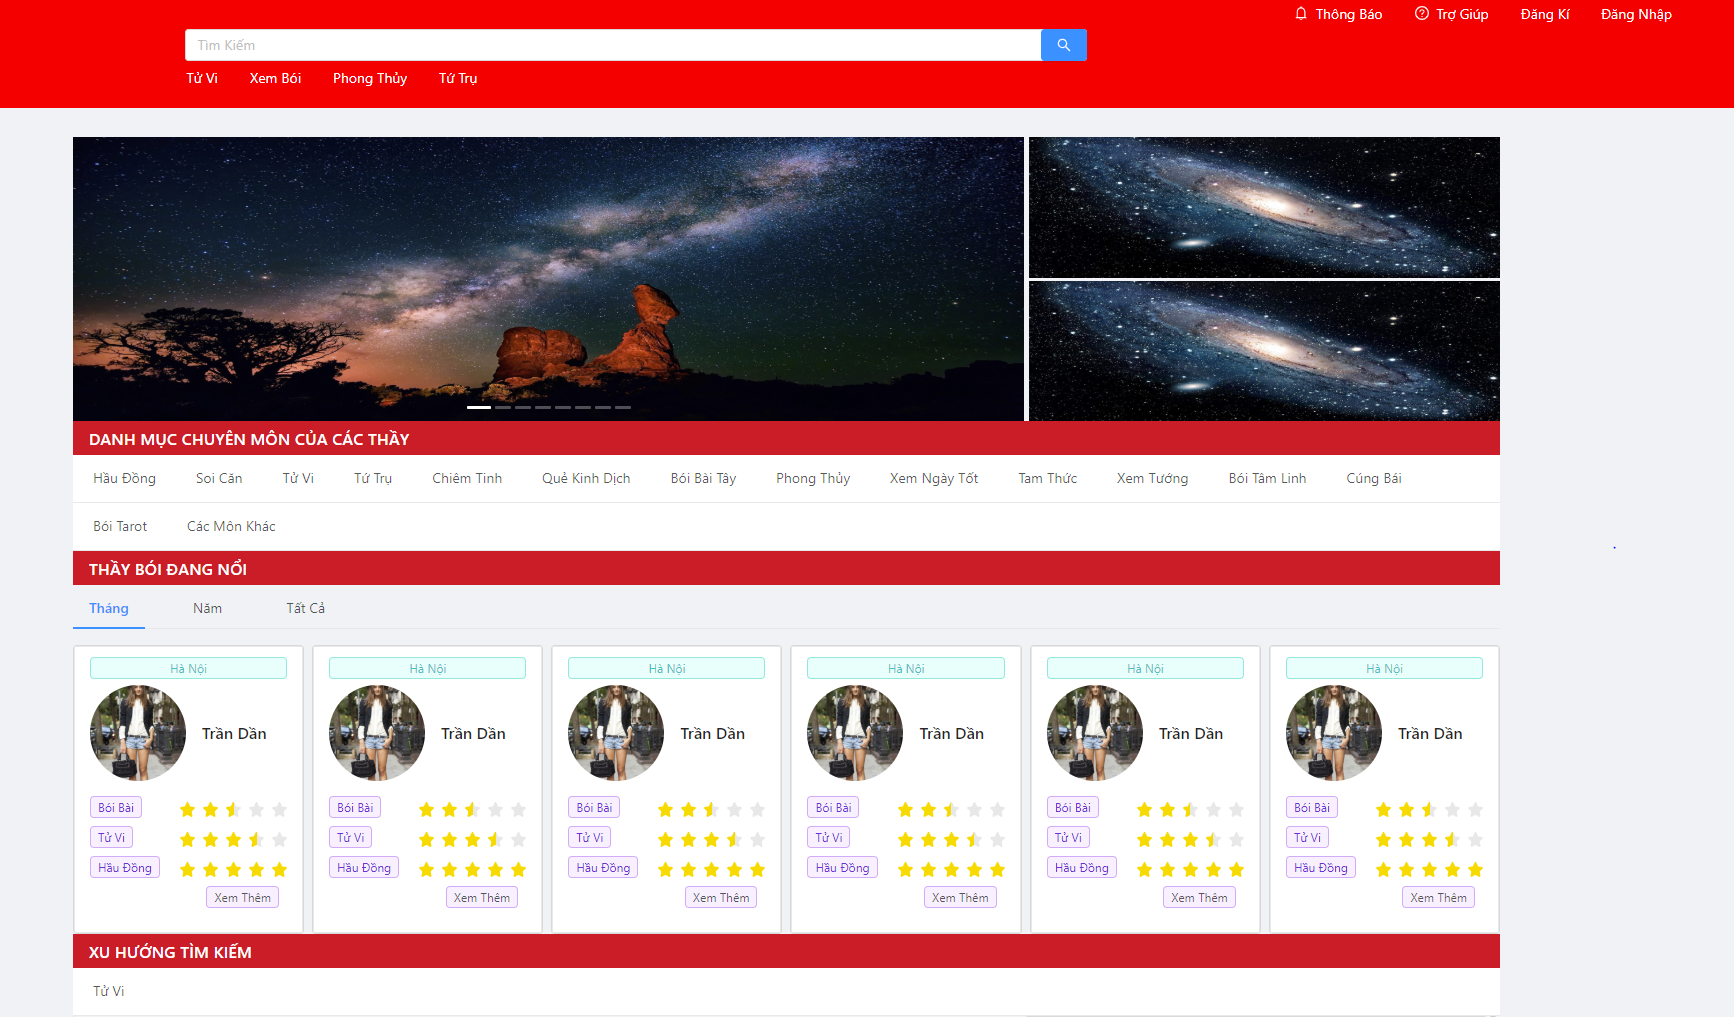 Thông Báo Trợ Giúp Đăng Kí Đăng Nhập
Tìm Kiếm
Tử Vi Xem Bói Phong Thủy Tứ Trụ
DANH MỤC CHUYÊN MÔN CỦA CÁC THẦY
Hầu Đồng Soi Căn Tử Vi Tứ Trụ Chiêm Tinh Quẻ Kinh Dịch Bói Bài Tây Phong Thủy Xem Ngày Tốt Tam Thức Xem Tướng Bói Tâm Linh Cúng Bái
Bói Tarot Các Môn Khác
THẦY BÓI ĐANG NỔI
Tháng Năm Tất Cả
Hà Nội Hà Nội Hà Nội Hà Nội Hà Nội Hà Nội
Trần Dần Trần Dần Trần Dần Trần Dần Trần Dần Trần Dần
Bói Bài Bói Bài Bói Bài Bói Bài Bói Bài Bói Bài
Tử Vi Tử Vi Tử Vi Tử Vi Tử Vi Tử Vi
Hầu Đồng Hầu Đồng Hầu Đồng Hầu Đồng Hầu Đồng Hầu Đồng
Xem Thêm Xem Thêm Xem Thêm Xem Thêm Xem Thêm Xem Thêm
XU HƯỚNG TÌM KIẾM
Tử Vi